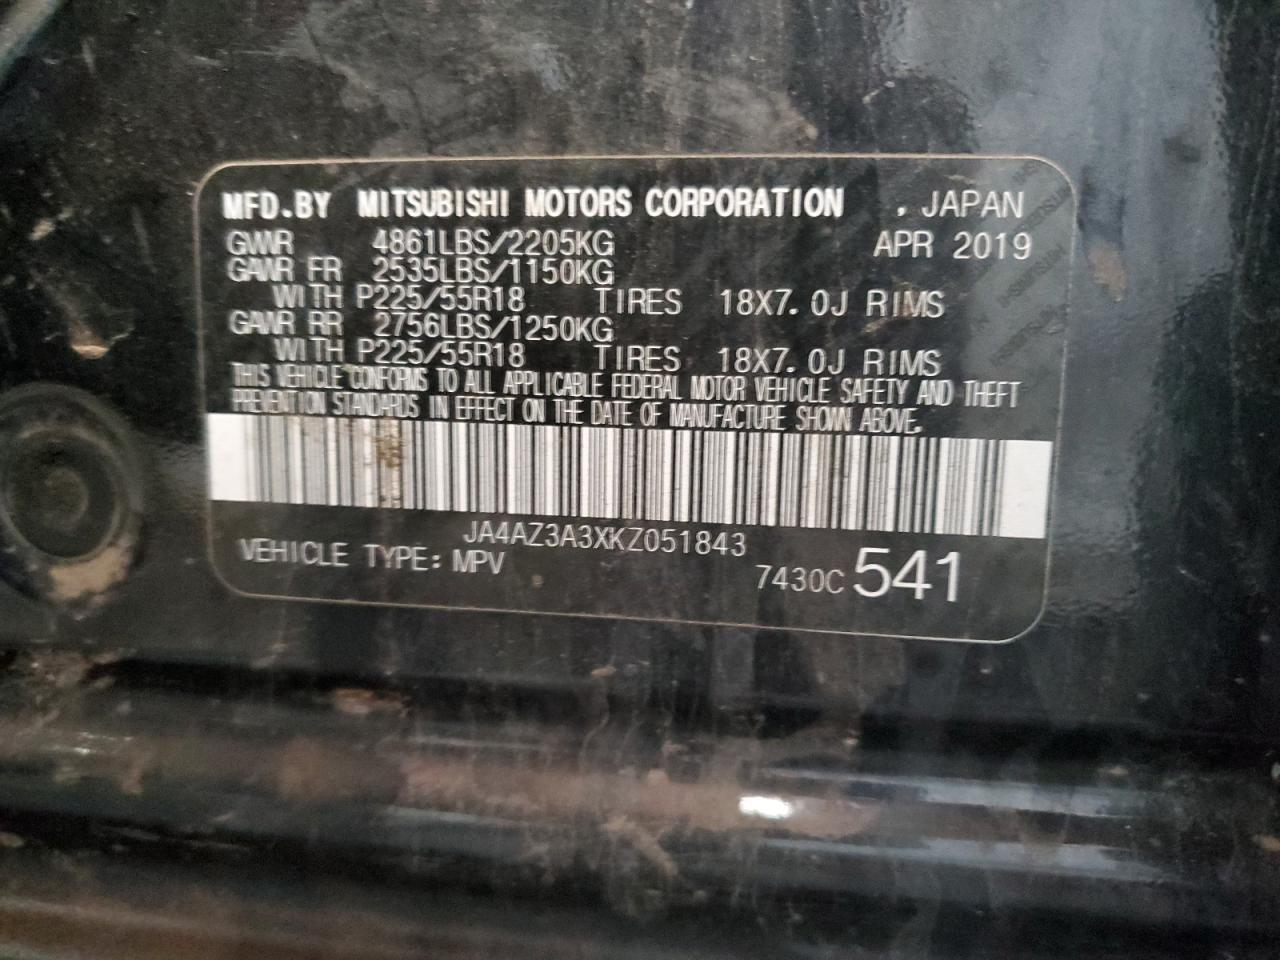 MFD.BY MITSUBISHI MOTORS CORPORATION , JAPAN
GVWR 4861LBS/2205KG APR 2019
GAWR FR 2535LBS/1150KG
WITH P225/55R18 TIRES 18X7.0J RIMS
GAWR RR 2756LBS/1250KG
WITH P225/55R18 TIRES 18X7.0J RIMS
THIS VEHICLE CONFORMS TO ALL APPLICABLE FEDERAL MOTOR VEHICLE SAFETY AND THEFT
PREVENTION STANDARDS IN EFFECT ON THE DATE OF MANUFACTURE SHOWN ABOVE.
JA4AZ3A3XKZ051843
VEHICLE TYPE: MPV
7430C 541